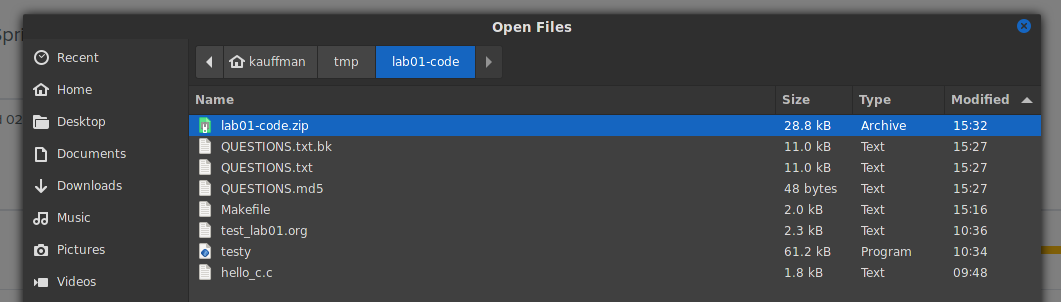 Open Files
Spri
Recent
Home
Desktop
Documents
Downloads
Music
Pictures
Videos
d 02
kauffman tmp lab01-code
Name Size Type Modified
lab01-code.zip 28.8 kB Archive 15:32
QUESTIONS.txt.bk 11.0 kB Text 15:27
QUESTIONS.txt 11.0 kB Text 15:27
QUESTIONS.md5 48 bytes Text 15:27
Makefile 2.0 kB Text 15:16
test_lab01.org 2.3 kB Text 10:36
testy 61.2 kB Program 10:34
hello_c.c 1.8 kB Text 09:48